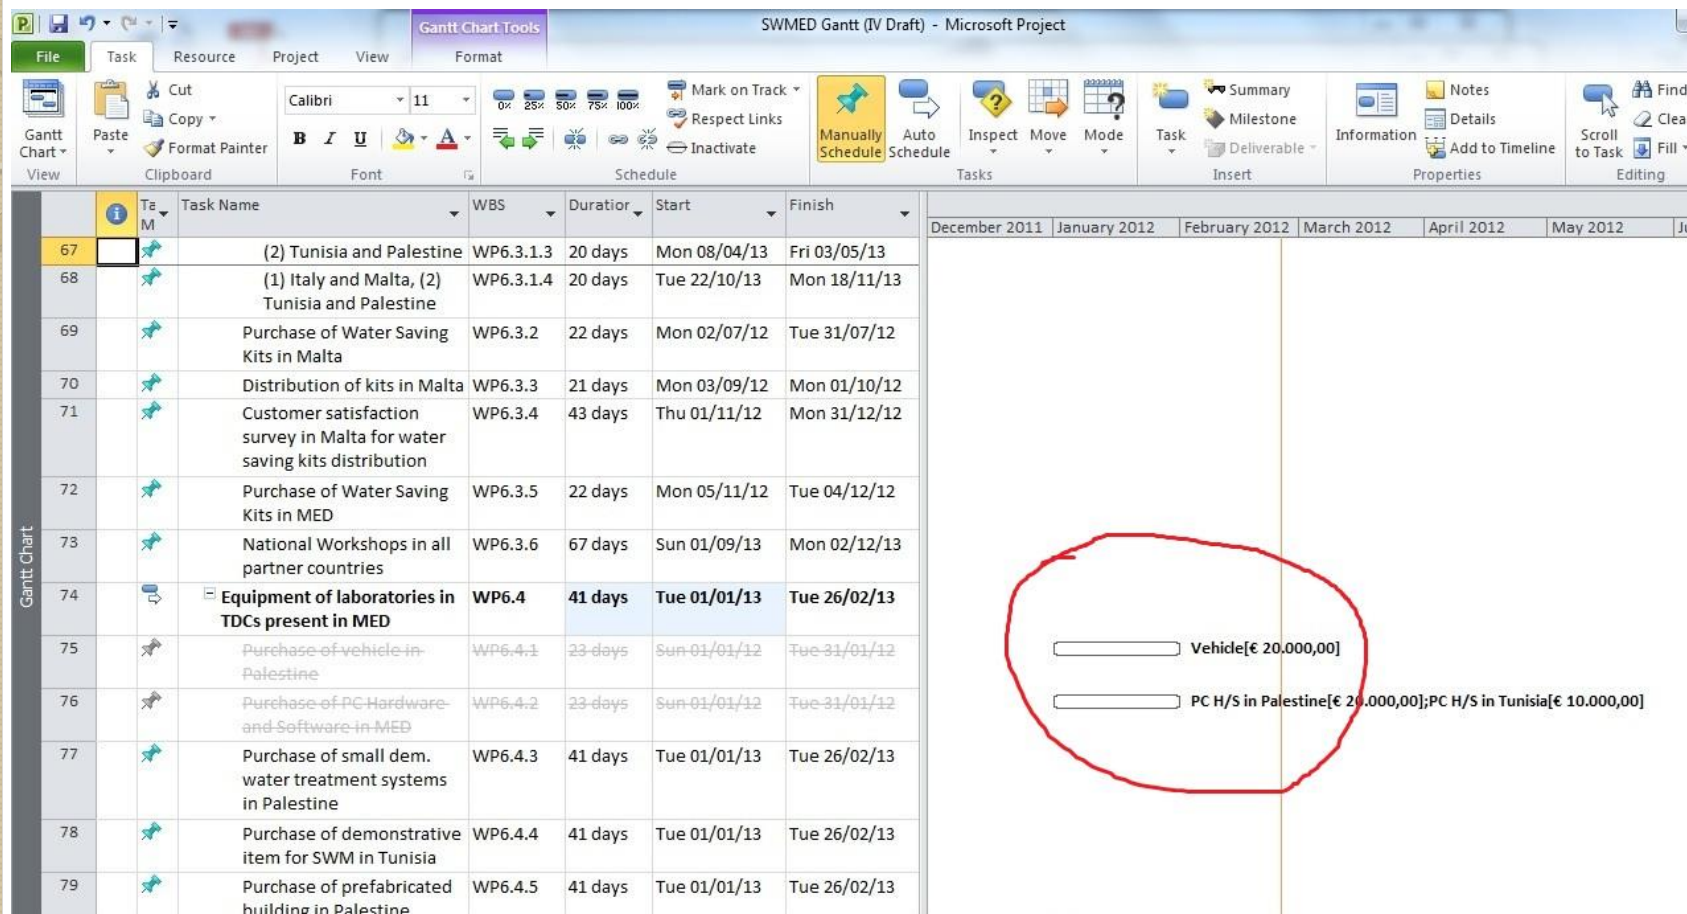 SWMED Gantt (IV Draft) - Microsoft Project
Gantt Chart Tools
File Task Resource Project View Format
Gantt Chart
View
Paste
Cut
Copy
Format Painter
Clipboard
Calibri 11
B I U A
Font
0% 25% 50% 75% 100%
Mark on Track
Respect Links
Inactivate
Schedule
Manually Schedule
Auto Schedule
Inspect
Move
Mode
Tasks
Task
Summary
Milestone
Deliverable
Insert
Information
Notes
Details
Add to Timeline
Properties
Scroll to Task
Find
Clea
Fill
Editing
Gantt Chart
Ta M Task Name WBS Duration Start Finish
December 2011 January 2012 February 2012 March 2012 April 2012 May 2012
67 (2) Tunisia and Palestine WP6.3.1.3 20 days Mon 08/04/13 Fri 03/05/13
68 (1) Italy and Malta, (2) WP6.3.1.4 20 days Tue 22/10/13 Mon 18/11/13
Tunisia and Palestine
69 Purchase of Water Saving WP6.3.2 22 days Mon 02/07/12 Tue 31/07/12
Kits in Malta
70 Distribution of kits in Malta WP6.3.3 21 days Mon 03/09/12 Mon 01/10/12
71 Customer satisfaction WP6.3.4 43 days Thu 01/11/12 Mon 31/12/12
survey in Malta for water
saving kits distribution
72 Purchase of Water Saving WP6.3.5 22 days Mon 05/11/12 Tue 04/12/12
Kits in MED
73 National Workshops in all WP6.3.6 67 days Sun 01/09/13 Mon 02/12/13
partner countries
74 Equipment of laboratories in WP6.4 41 days Tue 01/01/13 Tue 26/02/13
TDCs present in MED
75 Purchase of vehicle in WP6.4.1 23 days Sun 01/01/12 Tue 31/01/12 Vehicle[€ 20.000,00]
Palestine
76 Purchase of PC Hardware WP6.4.2 23 days Sun 01/01/12 Tue 31/01/12 PC H/S in Palestine[€ 20.000,00];PC H/S in Tunisia[€ 10.000,00]
and Software in MED
77 Purchase of small dem. WP6.4.3 41 days Tue 01/01/13 Tue 26/02/13
water treatment systems
in Palestine
78 Purchase of demonstrative WP6.4.4 41 days Tue 01/01/13 Tue 26/02/13
item for SWM in Tunisia
79 Purchase of prefabricated WP6.4.5 41 days Tue 01/01/13 Tue 26/02/13
building in Palestine